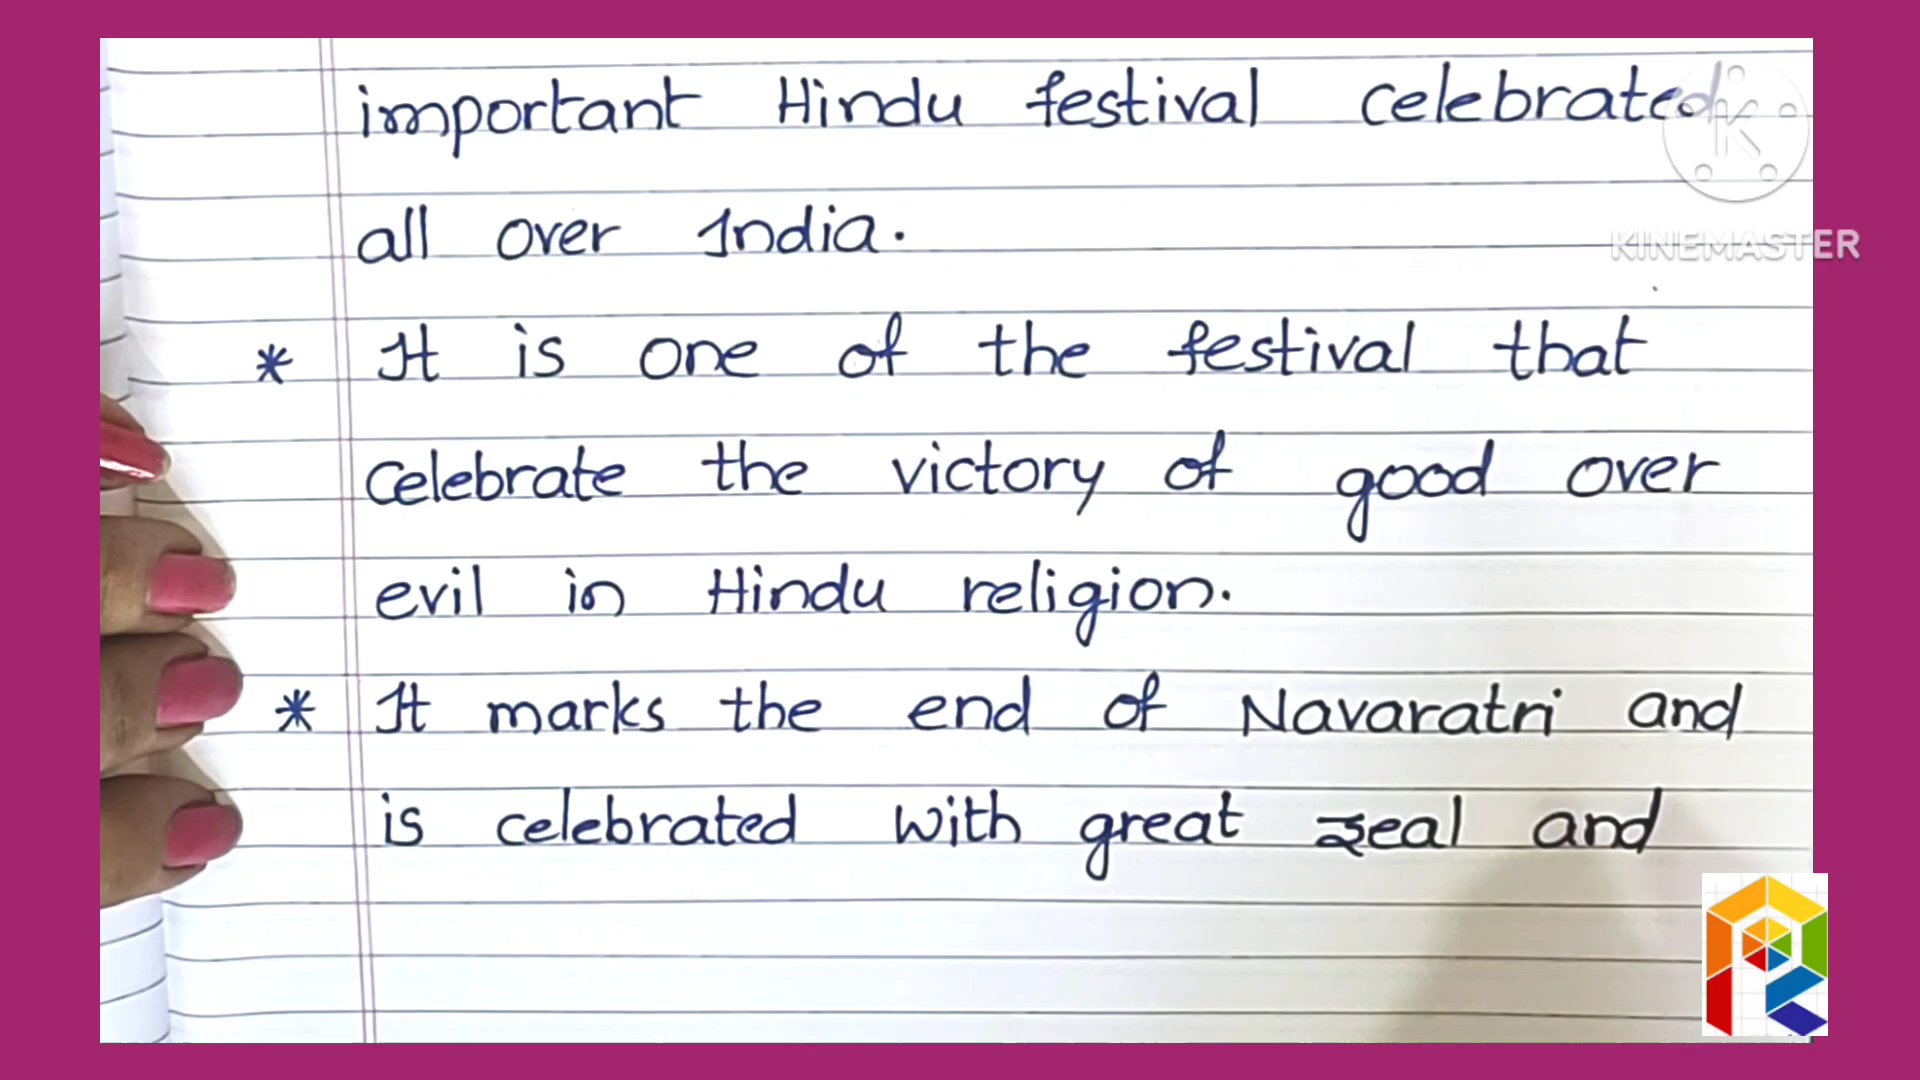 important Hindu festival celebrated
all over India.
KINEMASTER
* It is one of the festival that
celebrate the victory of good over
evil in Hindu religion.
* It marks the end of Navaratri and
is celebrated with great zeal and